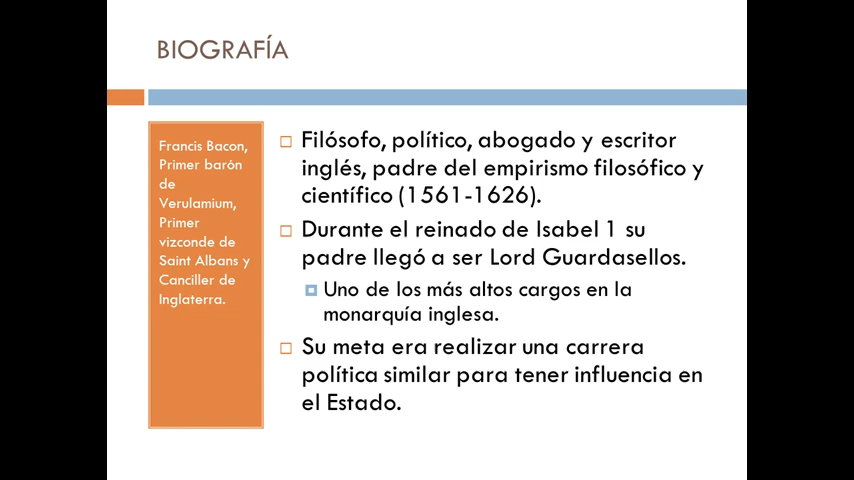 BIOGRAFÍA
Francis Bacon,
Primer barón
de
Verulamium,
Primer
vizconde de
Saint Albans y
Canciller de
Inglaterra.
Filósofo, político, abogado y escritor
inglés, padre del empirismo filosófico y
científico (1561-1626).
Durante el reinado de Isabel 1 su
padre llegó a ser Lord Guardasellos.
Uno de los más altos cargos en la
monarquía inglesa.
Su meta era realizar una carrera
política similar para tener influencia en
el Estado.